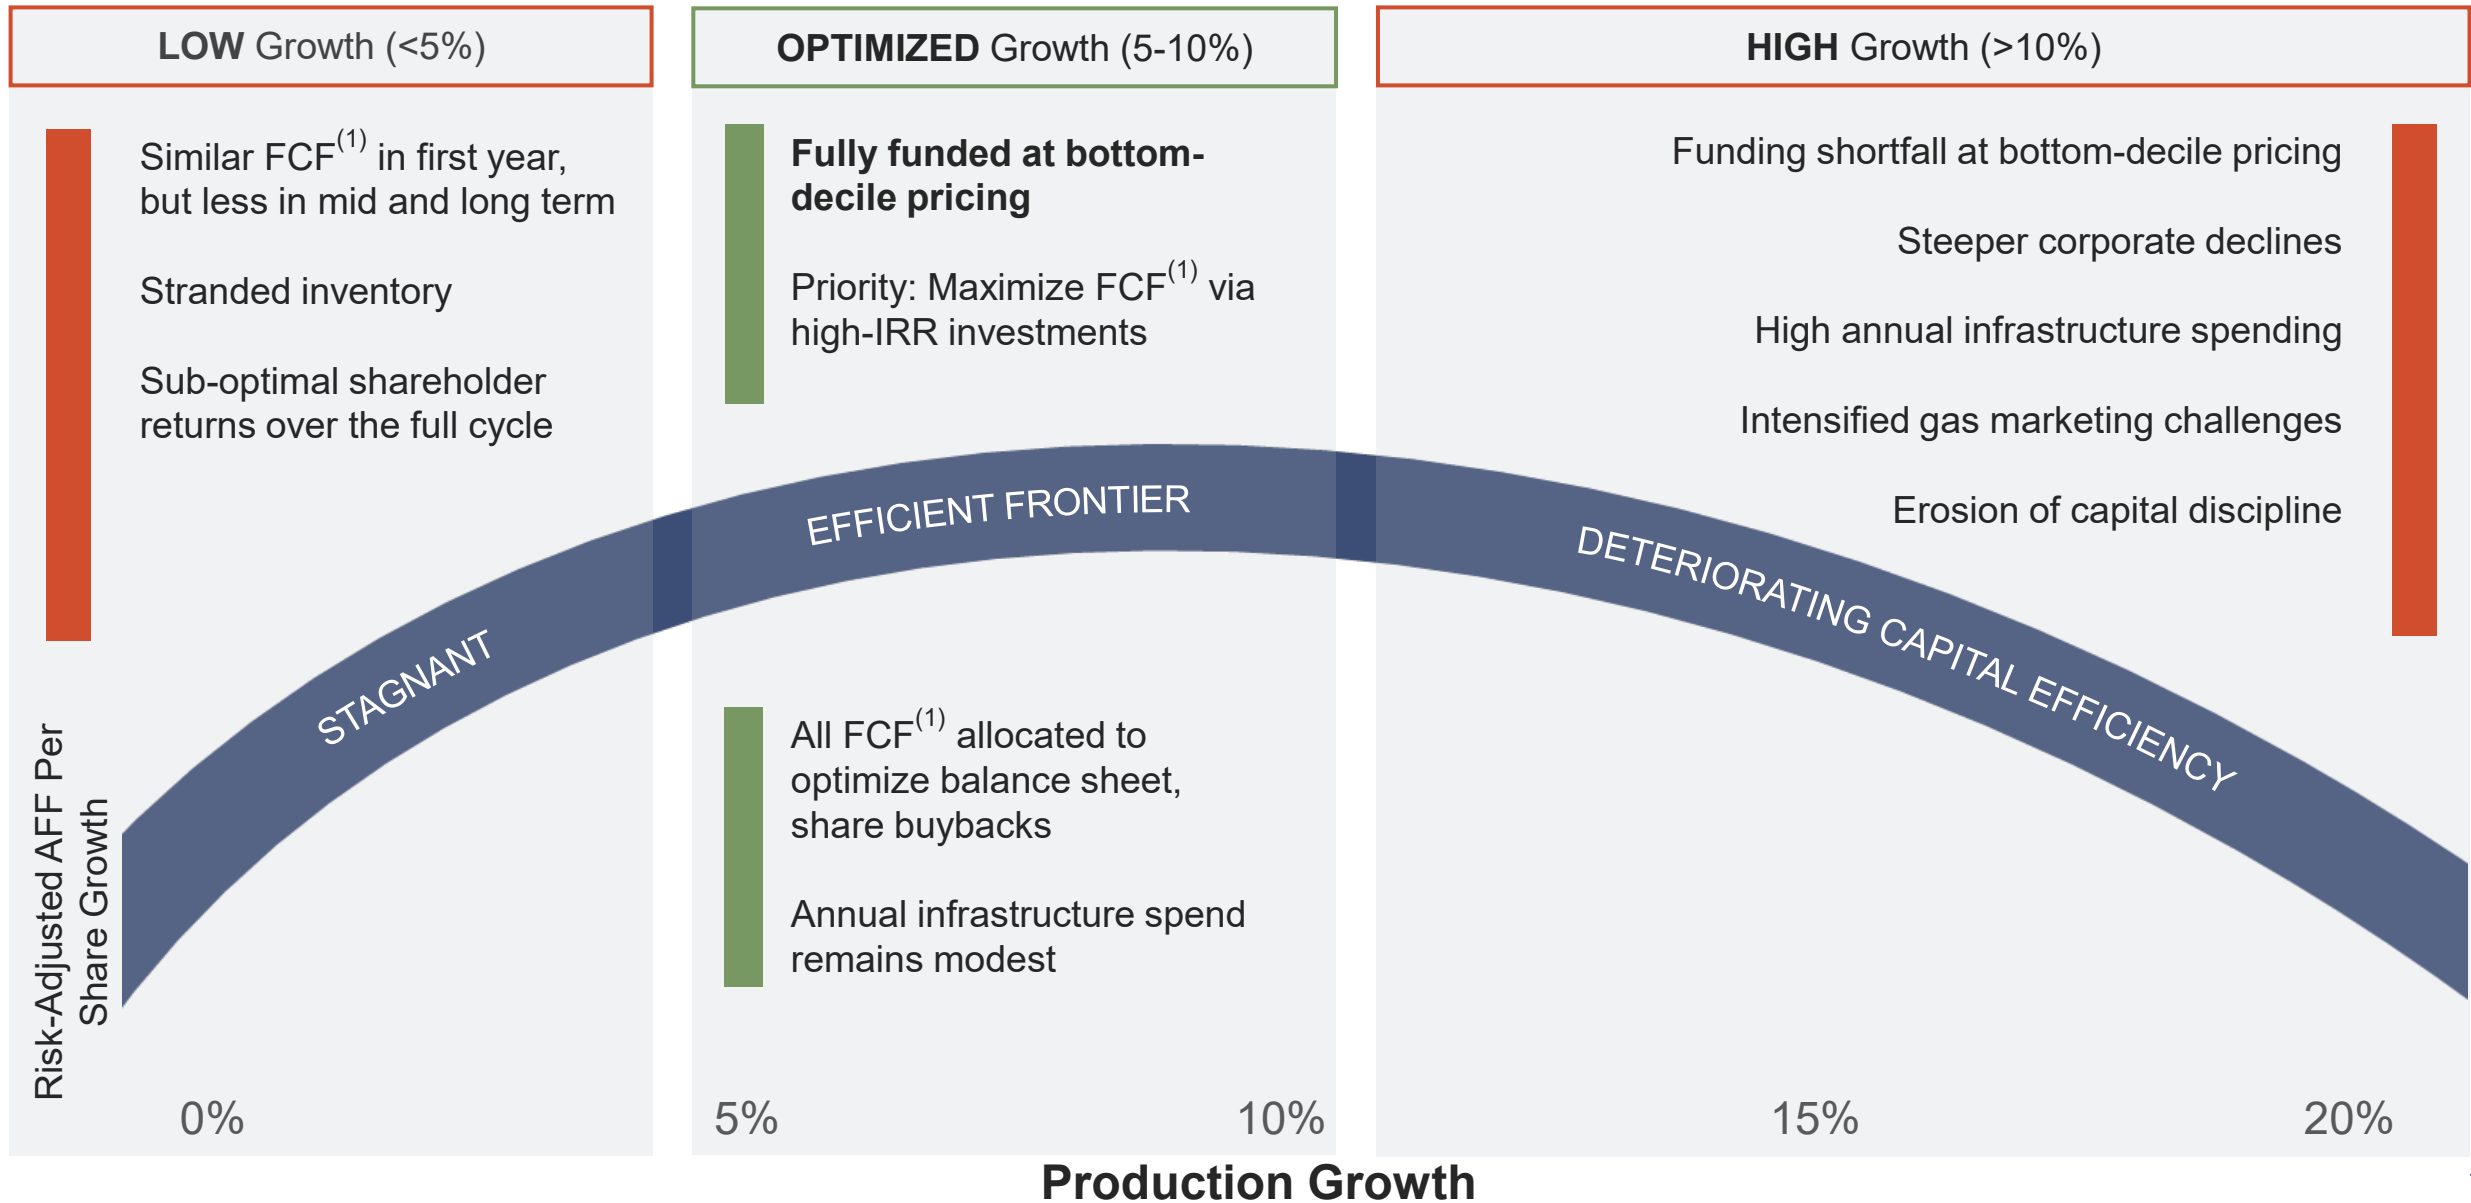 LOW Growth (<5%)
Similar FCF(1) in first year,
but less in mid and long term
Stranded inventory
Sub-optimal shareholder
returns over the full cycle
OPTIMIZED Growth (5-10%)
Fully funded at bottom-
decile pricing
Priority: Maximize FCF(1) via
high-IRR investments
HIGH Growth (>10%)
Funding shortfall at bottom-decile pricing
Steeper corporate declines
High annual infrastructure spending
Intensified gas marketing challenges
Erosion of capital discipline
STAGNANT
EFFICIENT FRONTIER
DETERIORATING CAPITAL EFFICIENCY
All FCF(1) allocated to
optimize balance sheet,
share buybacks
Annual infrastructure spend
remains modest
Risk-Adjusted AFF Per
Share Growth
0%
5%
10%
15%
20%
Production Growth